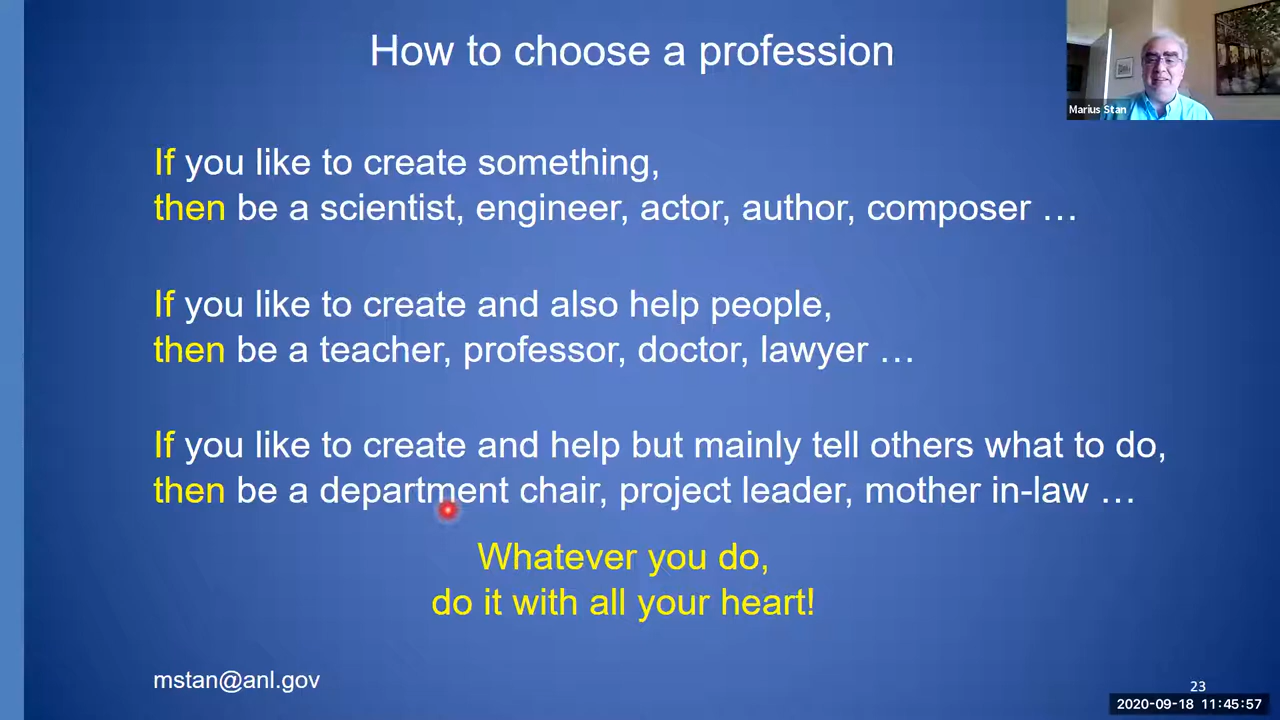 How to choose a profession
Marius Stan
If you like to create something,
then be a scientist, engineer, actor, author, composer …
If you like to create and also help people,
then be a teacher, professor, doctor, lawyer …
If you like to create and help but mainly tell others what to do,
then be a department chair, project leader, mother in-law …
Whatever you do,
do it with all your heart!
mstan@anl.gov
23
2020-09-18 11:45:57